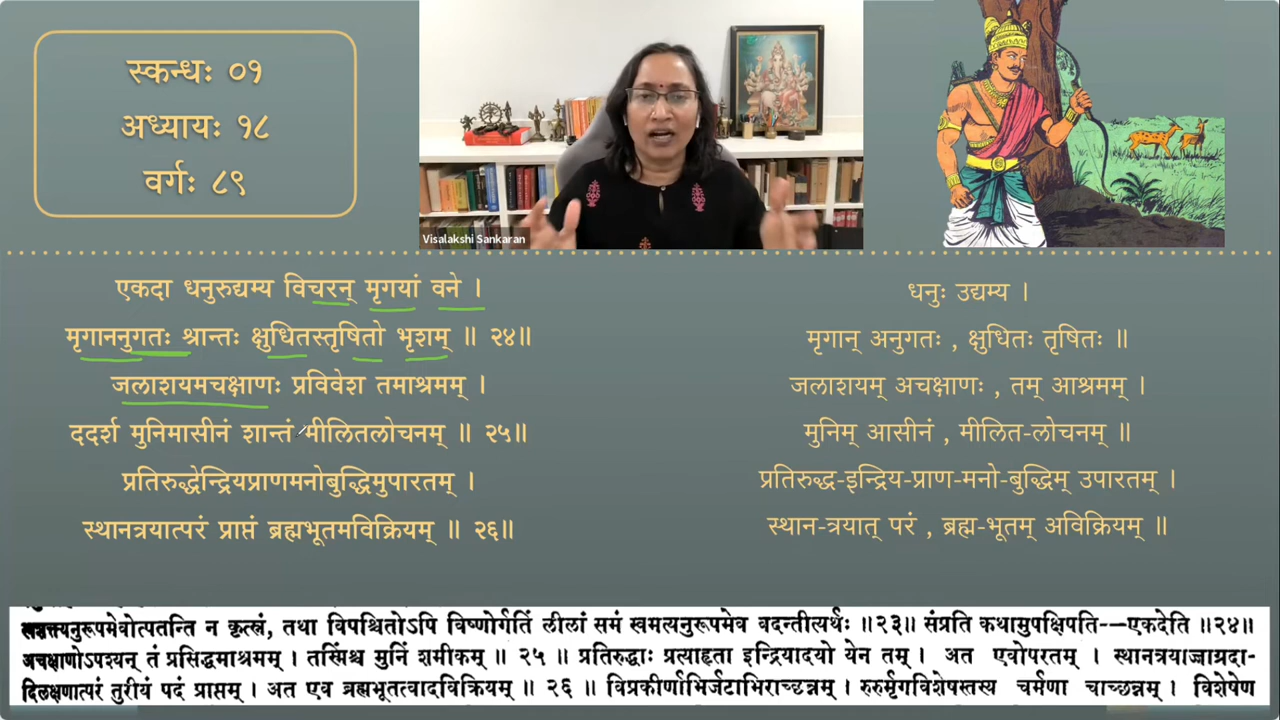 स्कन्धः ०१
अध्यायः १८
वर्गः ८९
Visalakshi Sankaran
एकदा धनुरुद्यम्य विचरन् मृगयां वने ।
मृगाननुगतः श्रान्तः क्षुधितस्तृषितो भृशम् ॥ २४॥
जलाशयमचक्षाणः प्रविवेश तमाश्रमम् ।
ददर्श मुनिमासीनं शान्तं मीलितलोचनम् ॥ २५॥
प्रतिरुद्धेन्द्रियप्राणमनोबुद्धिमुपारतम् ।
स्थानत्रयात्परं प्राप्तं ब्रह्मभूतमविक्रियम् ॥ २६॥
धनुः उद्यम्य ।
मृगान् अनुगतः , क्षुधितः तृषितः ॥
जलाशयम् अचक्षाणः , तम् आश्रमम् ।
मुनिम् आसीनं , मीलित-लोचनम् ॥
प्रतिरुद्ध-इन्द्रिय-प्राण-मनो-बुद्धिम् उपारतम् ।
स्थान-त्रयात् परं , ब्रह्म-भूतम् अविक्रियम् ॥
न कृत्स्नं, तथा विपश्चितोऽपि विष्णोर्गतिं लीलां समं स्वमत्यनुरूपमेव वदन्तीत्यर्थः ॥२३॥ संप्रति कथामुपक्षिपति—एकदेति ॥२४॥
अचक्षाणोऽपश्यन् तं प्रसिद्धमाश्रमम् । तस्मिंश्च मुनिं शमीकम् ॥ २५ ॥ प्रतिरुद्धाः प्रत्याहृता इन्द्रियादयो येन तम् । अत एवोपरतम् । स्थानत्रयाज्जाग्रदा-
दिलक्षणात्परं तुरीयं पदं प्राप्तम् । अत एव ब्रह्मभूतत्वादविक्रियम् ॥ २६ ॥ विप्रकीर्णाभिर्जटाभिराच्छन्नम् । रुरुर्मृगविशेषस्तस्य चर्मणा चाच्छन्नम् । विशेषेण